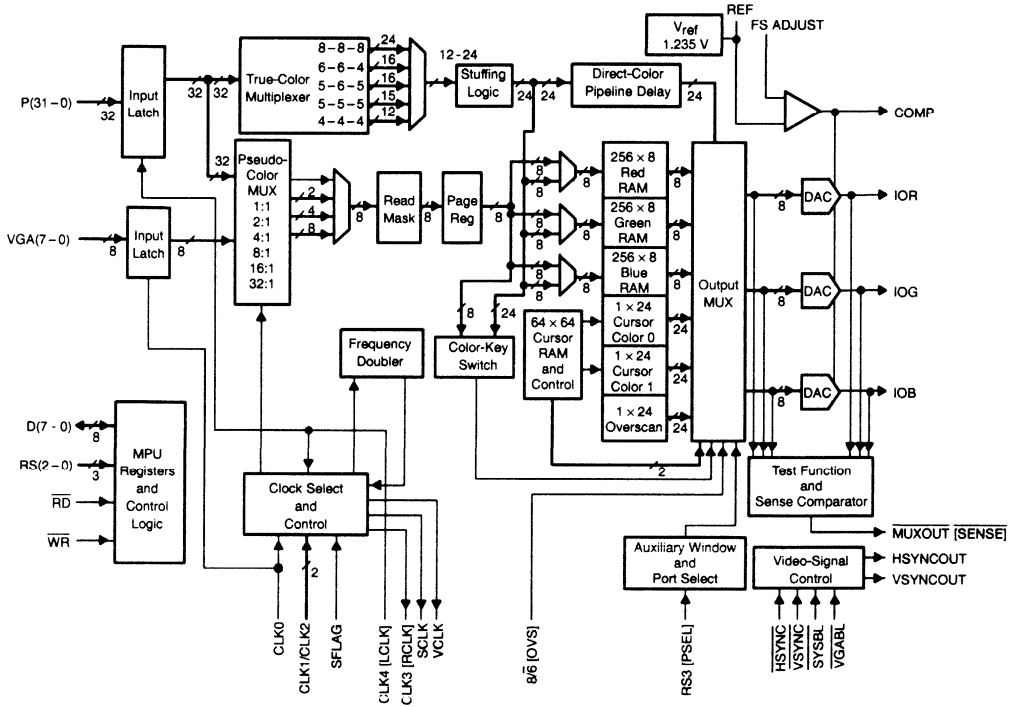 REF
FS ADJUST
Vref
1.235 V
P(31-0)
32
Input
Latch
32
32
True-Color
Multiplexer
8-8-8
6-6-4
5-6-5
5-5-5
4-4-4
24
16
16
15
12
12-24
Stuffing
Logic
24
24
Direct-Color
Pipeline Delay
24
COMP
VGA(7-0)
8
Input
Latch
8
32
Pseudo-
Color
MUX
1:1
2:1
4:1
8:1
16:1
32:1
2
4
8
8
Read
Mask
8
Page
Reg
8
8
8
8
8
8
8
8
8
8
256 × 8
Red
RAM
256 × 8
Green
RAM
256 × 8
Blue
RAM
1 × 24
Cursor
Color 0
1 × 24
Cursor
Color 1
1 × 24
Overscan
8
8
8
24
24
24
Output
MUX
8
DAC
IOR
8
DAC
IOG
8
DAC
IOB
8
24
Color-Key
Switch
64 × 64
Cursor
RAM
and
Control
2
Frequency
Doubler
D(7-0)
8
RS(2-0)
3
RD
WR
MPU
Registers
and
Control
Logic
Clock Select
and
Control
2
CLK0
CLK1/CLK2
SFLAG
CLK4 [LCLK]
CLK3 [RCLK]
SCLK
VCLK
8/6 [OVS]
Auxiliary Window
and
Port Select
RS3 [PSEL]
Test Function
and
Sense Comparator
MUXOUT [SENSE]
Video-Signal
Control
HSYNCOUT
VSYNCOUT
HSYNC
VSYNC
SYSBL
VGABL